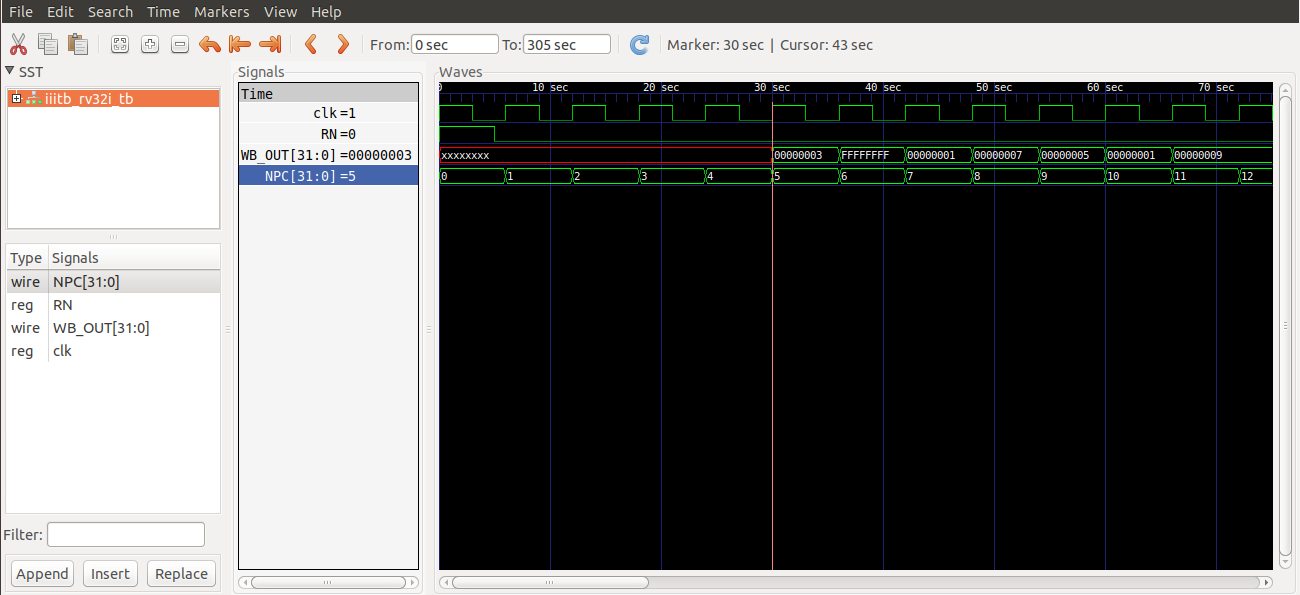 File Edit Search Time Markers View Help
From: 0 sec To: 305 sec Marker: 30 sec | Cursor: 43 sec
SST
iiitb_rv32i_tb
Type Signals
wire NPC[31:0]
reg RN
wire WB_OUT[31:0]
reg clk
Filter:
Append Insert Replace
Signals
Time
clk =1
RN =0
WB_OUT[31:0] =00000003
NPC[31:0] =5
Waves
0 10 sec 20 sec 30 sec 40 sec 50 sec 60 sec 70 sec
xxxxxxxx 00000003 FFFFFFFF 00000001 00000007 00000005 00000001 00000009
0 1 2 3 4 5 6 7 8 9 10 11 12